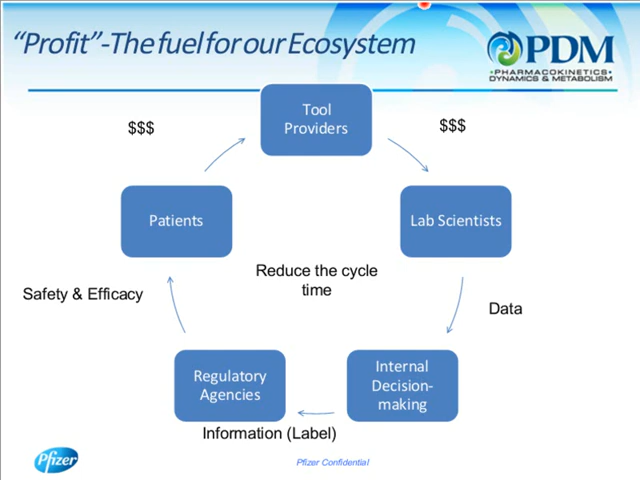 “Profit”-The fuel for our Ecosystem
PDM
PHARMACOKINETICS
DYNAMICS & METABOLISM
Tool
Providers
$$$
$$$
Patients
Lab Scientists
Reduce the cycle
time
Safety & Efficacy
Data
Regulatory
Agencies
Internal
Decision-
making
Information (Label)
Pfizer
Pfizer Confidential